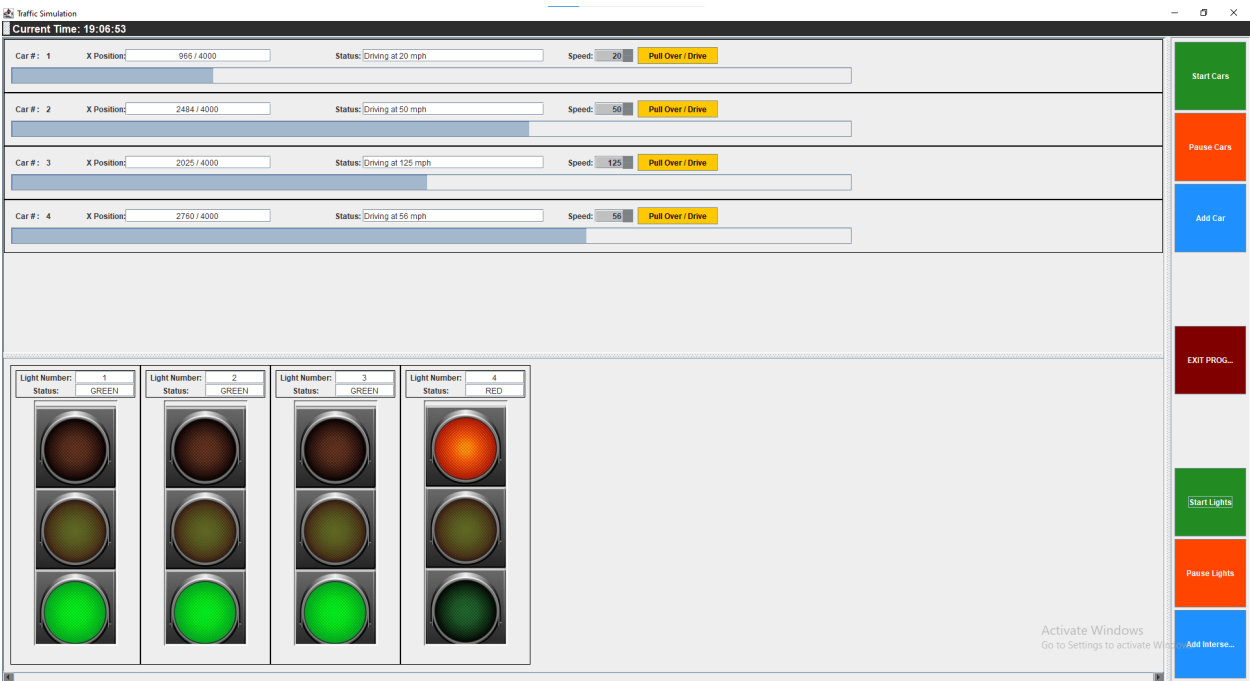 Traffic Simulation
Current Time: 19:06:53
Car #: 1 X Position: 966 / 4000 Status: Driving at 20 mph Speed: 20 Pull Over / Drive
Car #: 2 X Position: 2484 / 4000 Status: Driving at 50 mph Speed: 50 Pull Over / Drive
Car #: 3 X Position: 2025 / 4000 Status: Driving at 125 mph Speed: 125 Pull Over / Drive
Car #: 4 X Position: 2760 / 4000 Status: Driving at 56 mph Speed: 56 Pull Over / Drive
Start Cars
Pause Cars
Add Car
EXIT PROG...
Light Number: 1 Light Number: 2 Light Number: 3 Light Number: 4
Status: GREEN Status: GREEN Status: GREEN Status: RED
Start Lights
Pause Lights
Add Interse...
Activate Windows
Go to Settings to activate Windows.